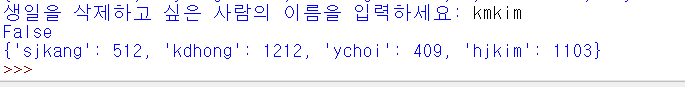 생일을 삭제하고 싶은 사람의 이름을 입력하세요: kmkim
False
{'sjkang': 512, 'kdhong': 1212, 'ychoi': 409, 'hjkim': 1103}
>>>